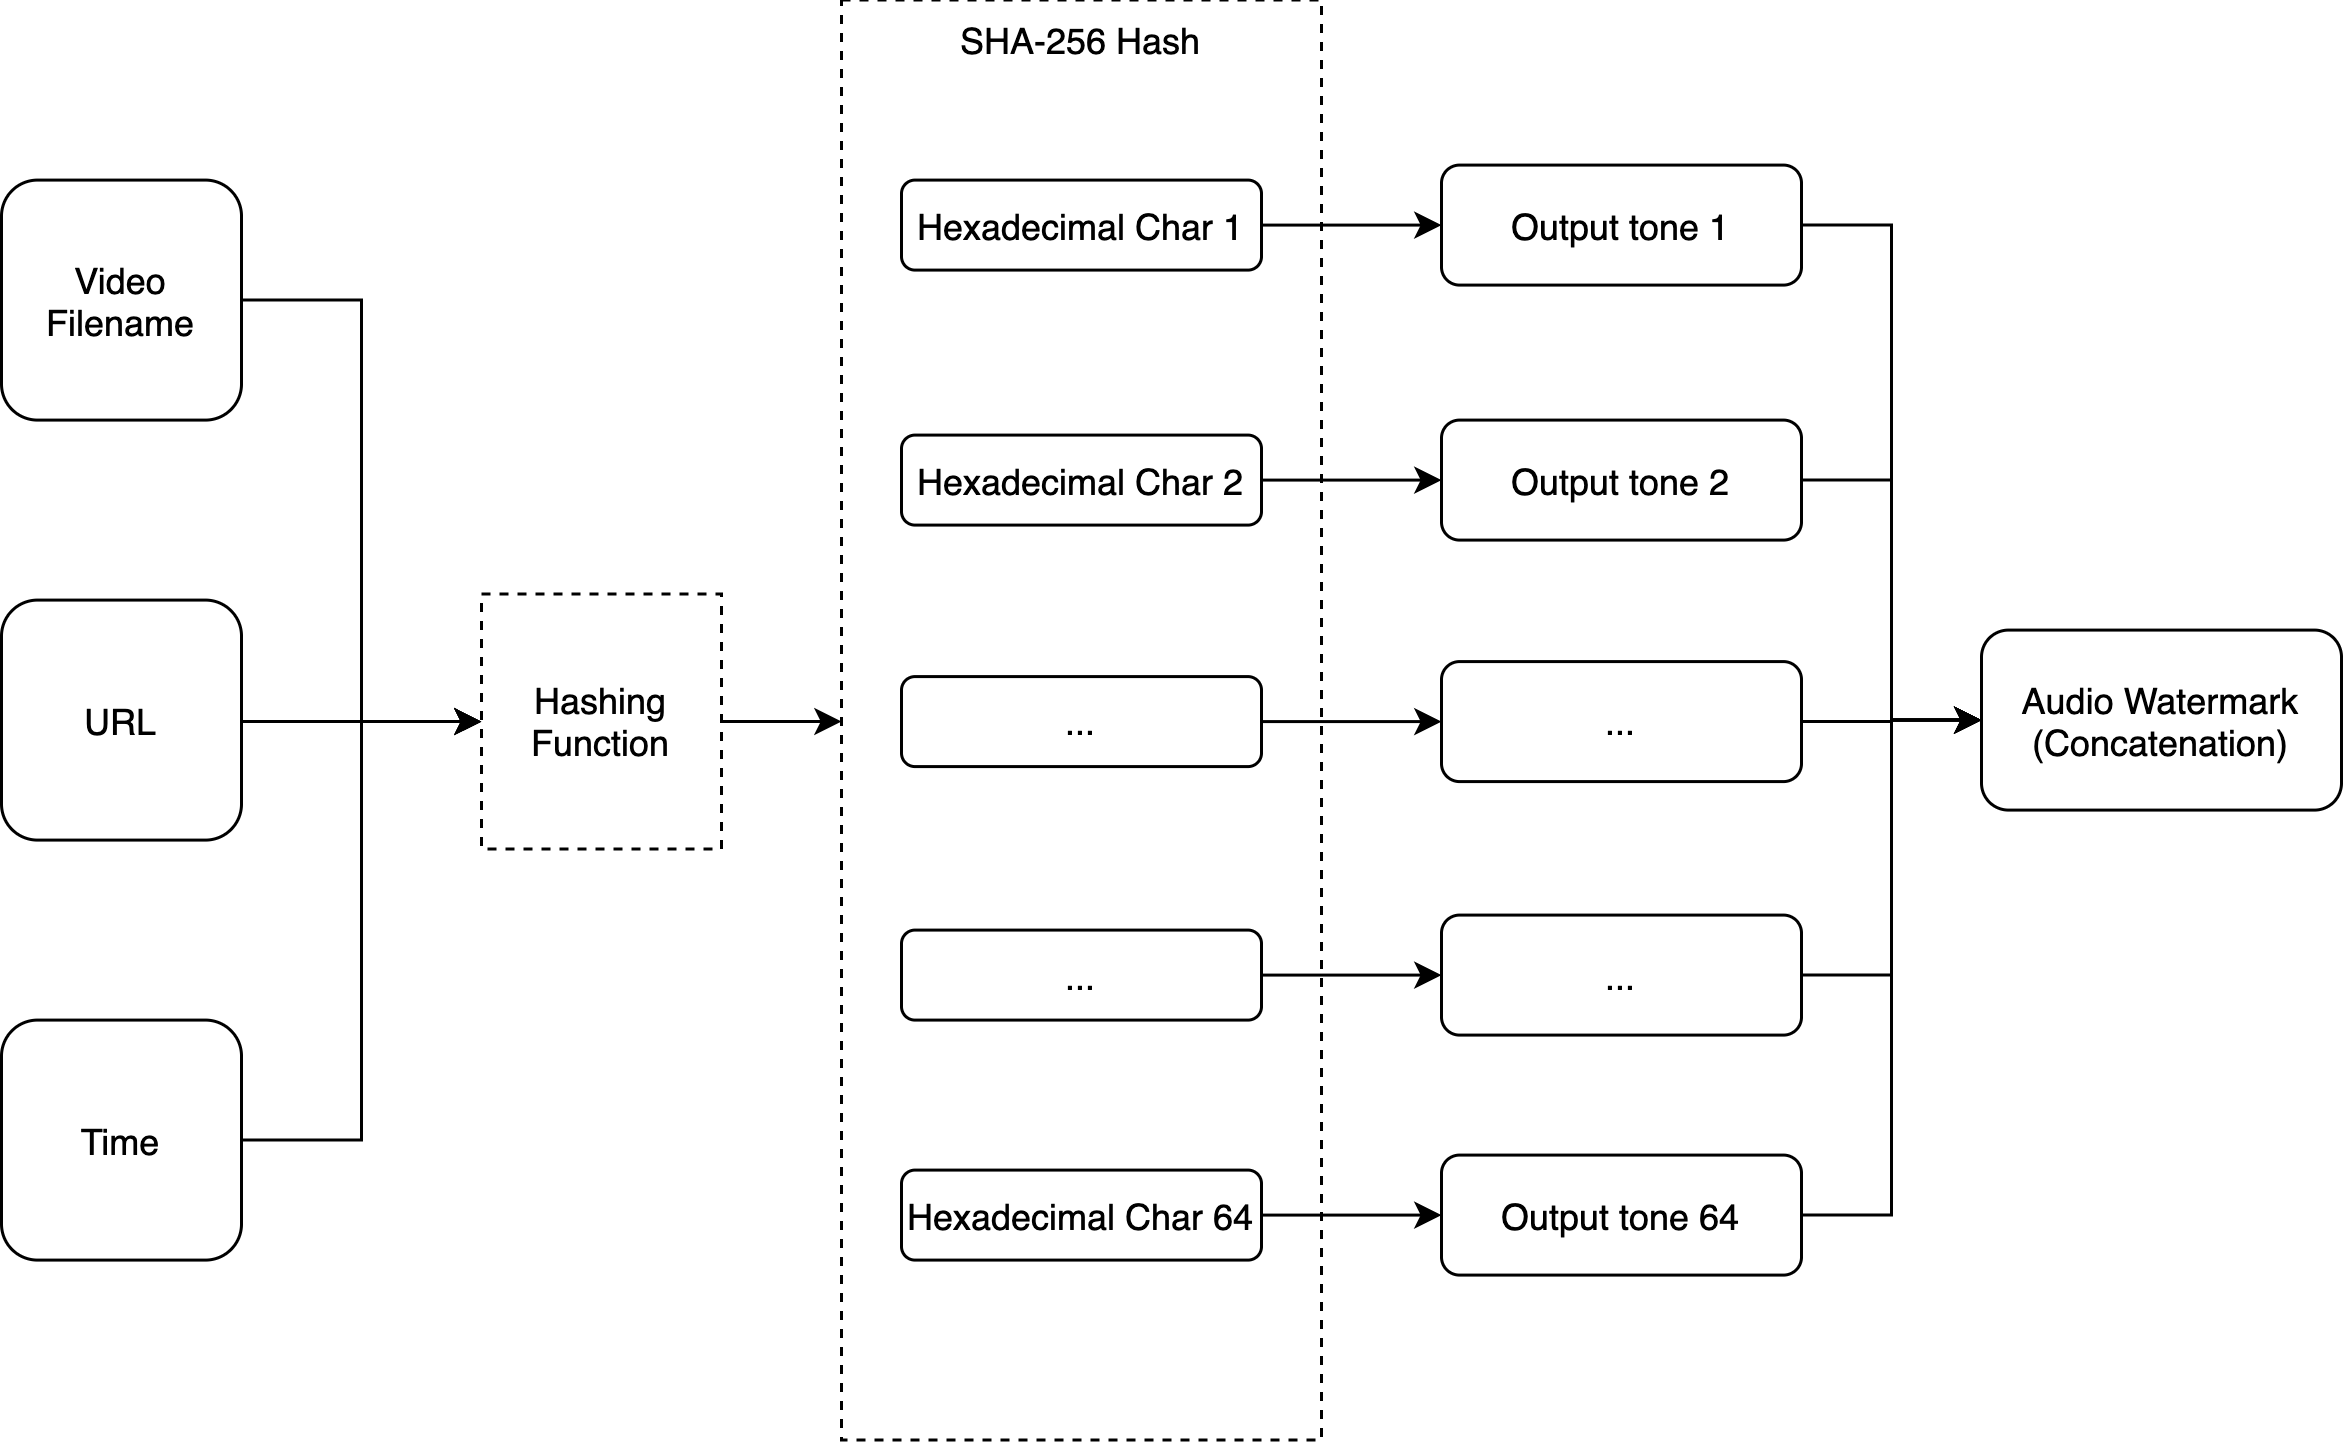 SHA-256 Hash
Video
Filename
URL
Time
Hashing
Function
Hexadecimal Char 1
Hexadecimal Char 2
...
...
Hexadecimal Char 64
Output tone 1
Output tone 2
...
...
Output tone 64
Audio Watermark
(Concatenation)